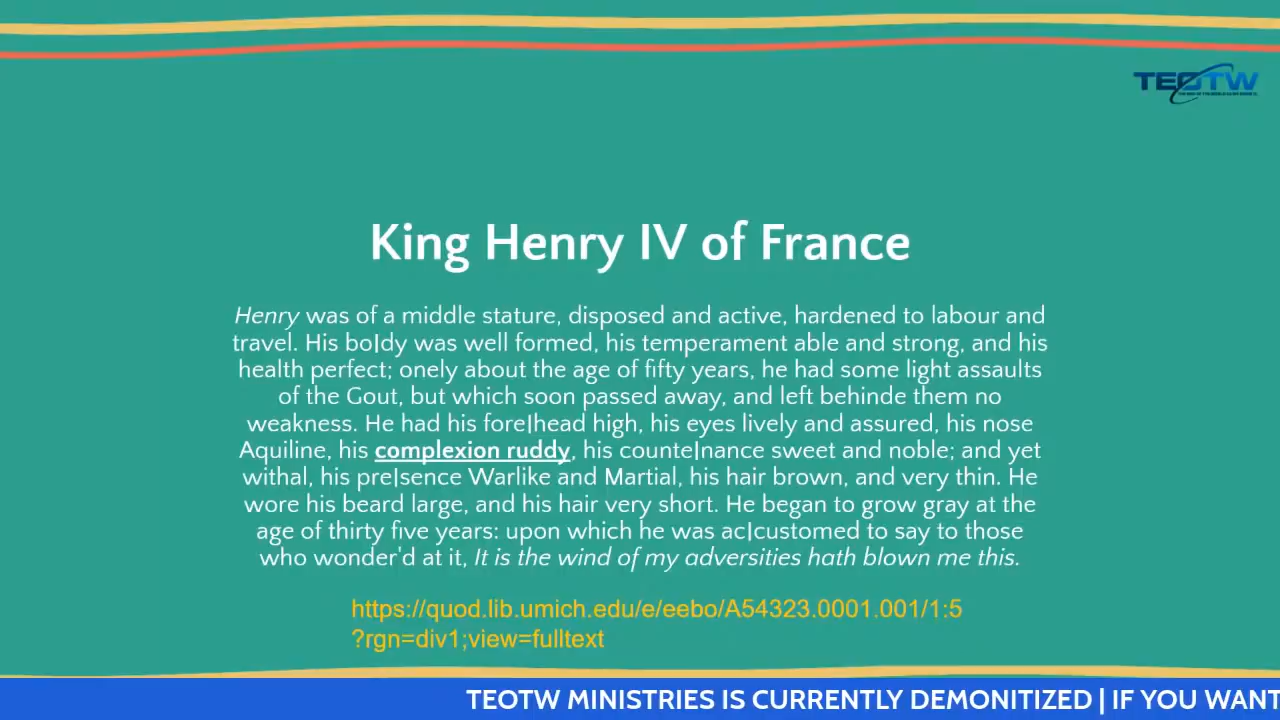 TEOTW
King Henry IV of France
Henry was of a middle stature, disposed and active, hardened to labour and
travel. His bo|dy was well formed, his temperament able and strong, and his
health perfect; onely about the age of fifty years, he had some light assaults
of the Gout, but which soon passed away, and left behinde them no
weakness. He had his fore|head high, his eyes lively and assured, his nose
Aquiline, his complexion ruddy, his counte|nance sweet and noble; and yet
withal, his pre|sence Warlike and Martial, his hair brown, and very thin. He
wore his beard large, and his hair very short. He began to grow gray at the
age of thirty five years: upon which he was ac|customed to say to those
who wonder'd at it, It is the wind of my adversities hath blown me this.
https://quod.lib.umich.edu/e/eebo/A54323.0001.001/1:5
?rgn=div1;view=fulltext
TEOTW MINISTRIES IS CURRENTLY DEMONITIZED | IF YOU WANT